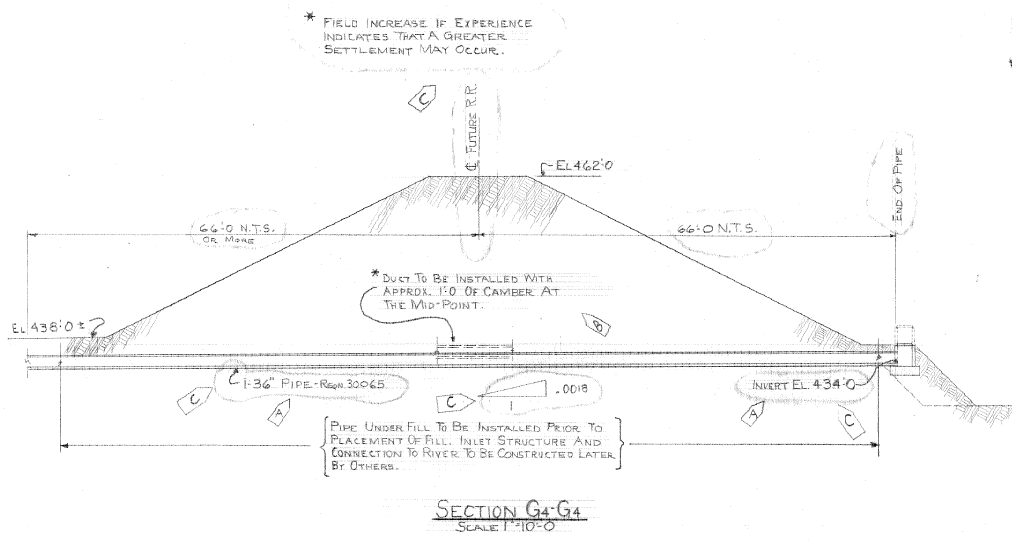 * FIELD INCREASE IF EXPERIENCE
INDICATES THAT A GREATER
SETTLEMENT MAY OCCUR.
C
℄ FUTURE R.R.
EL 462'-0
END OF PIPE
66'-0 N.T.S.
OR MORE
66'-0 N.T.S.
* DUCT TO BE INSTALLED WITH
APPROX. 1'-0 OF CAMBER AT
THE MID-POINT.
EL 438'-0 ±
B
1-36" PIPE-REQN. 30065
C
A
C
.0018
1
INVERT EL. 434'-0
A
C
PIPE UNDER FILL TO BE INSTALLED PRIOR TO
PLACEMENT OF FILL. INLET STRUCTURE AND
CONNECTION TO RIVER TO BE CONSTRUCTED LATER
BY OTHERS.
SECTION G4-G4
SCALE 1"=10'-0